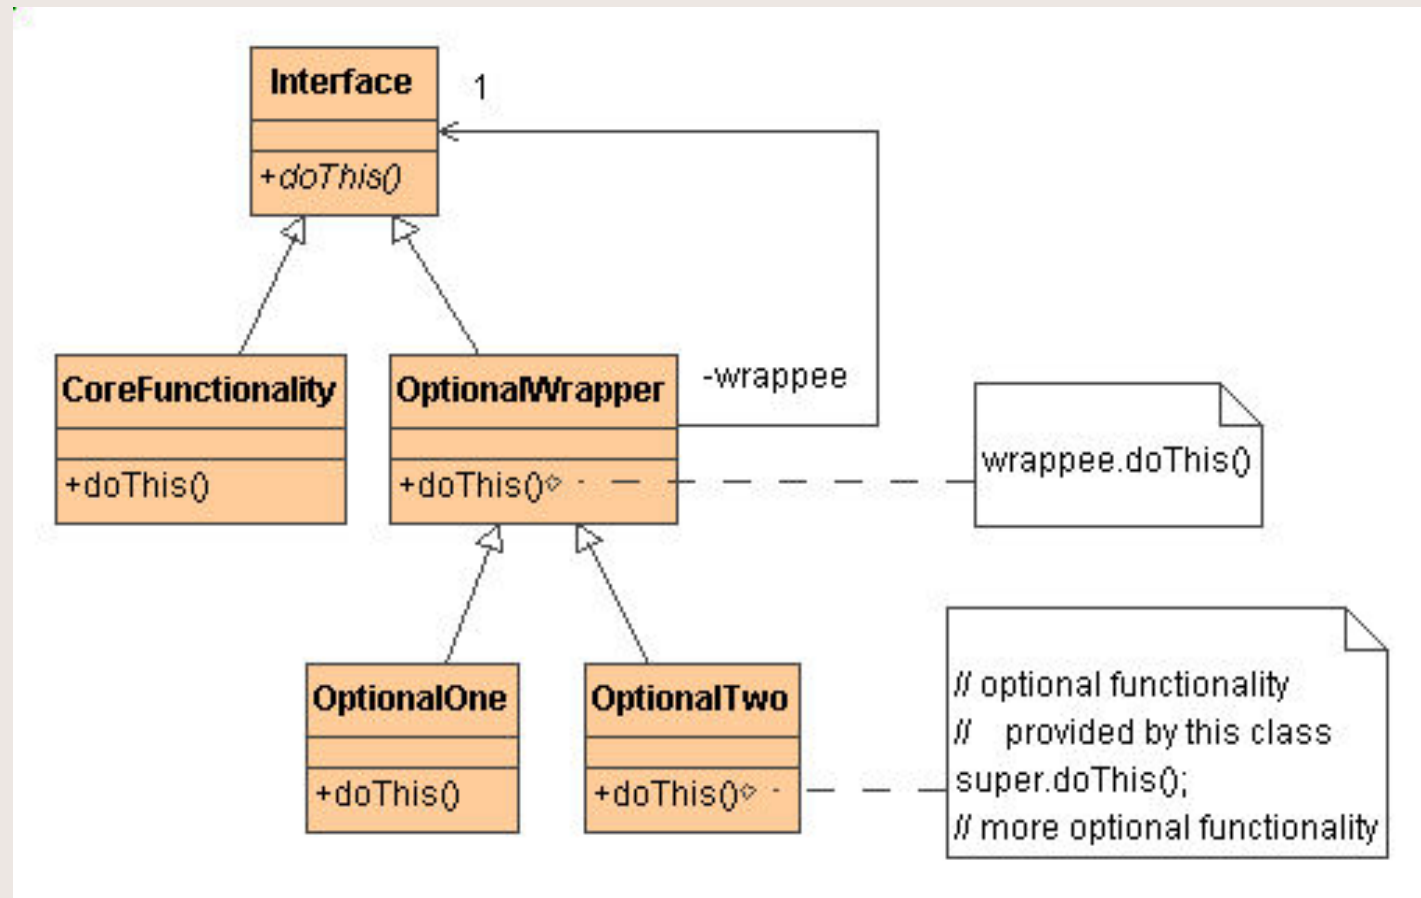 Interface
1
+doThis()
CoreFunctionality
+doThis()
OptionalWrapper
+doThis()
-wrappee
wrappee.doThis()
OptionalOne
+doThis()
OptionalTwo
+doThis()
// optional functionality
// provided by this class
super.doThis();
// more optional functionality